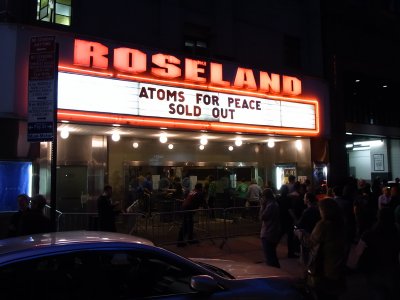 ROSELAND
ATOMS FOR PEACE
SOLD OUT